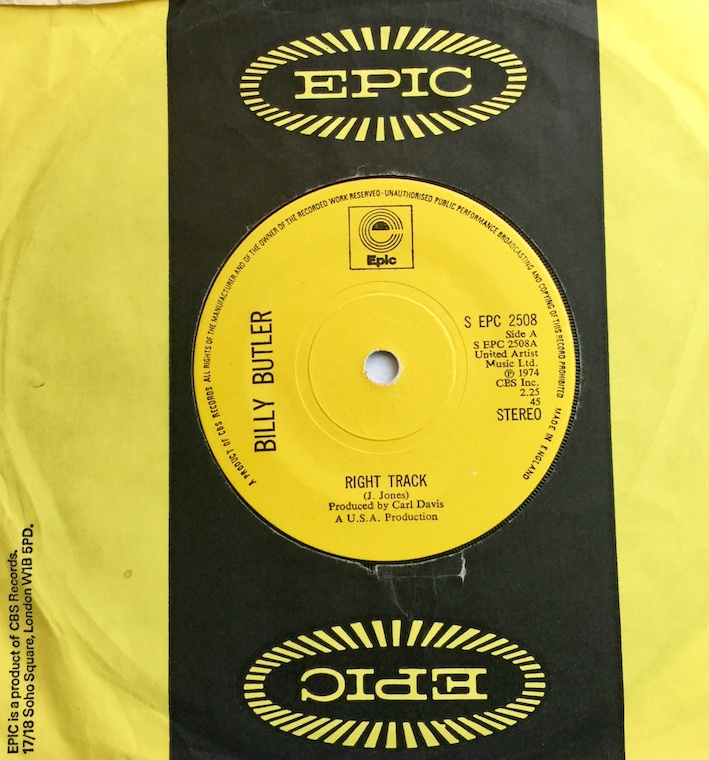 EPIC
A PRODUCT OF CBS RECORDS ALL RIGHTS OF THE MANUFACTURER AND OF THE OWNER OF THE RECORDED WORK RESERVED · UNAUTHORISED PUBLIC PERFORMANCE BROADCASTING AND COPYING OF THIS RECORD PROHIBITED MADE IN ENGLAND
e
Epic
BILLY BUTLER
S EPC 2508
Side A
S EPC 2508A
United Artist
Music Ltd.
℗ 1974
CBS Inc.
2.25
45
STEREO
RIGHT TRACK
(J. Jones)
Produced by Carl Davis
A U.S.A. Production
EPIC
EPIC is a product of CBS Records.
17/18 Soho Square, London W1B 5PD.